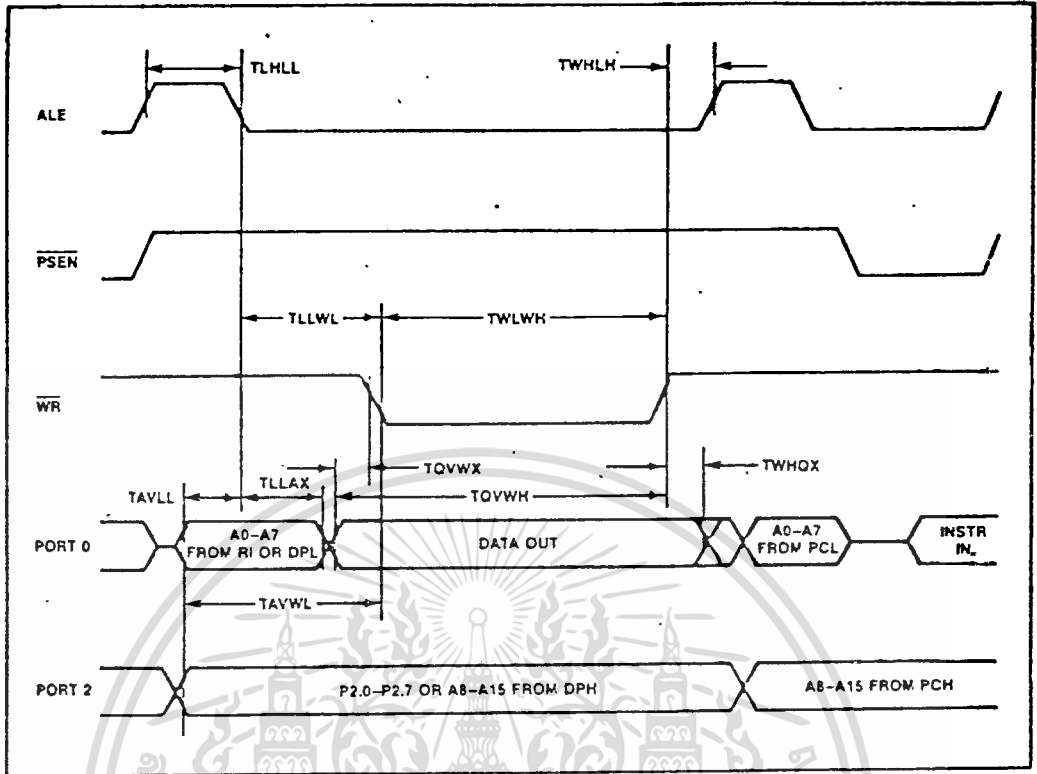 TLHLL
TWHLH
ALE
PSEN
TLLWL
TWLWH
WR
TQVWX
TWHQX
TAVLL
TLLAX
TQVWH
PORT 0
A0-A7
FROM RI OR DPL
DATA OUT
A0-A7
FROM PCL
INSTR
IN.
TAVWL
PORT 2
P2.0-P2.7 OR A8-A15 FROM DPH
A8-A15 FROM PCH